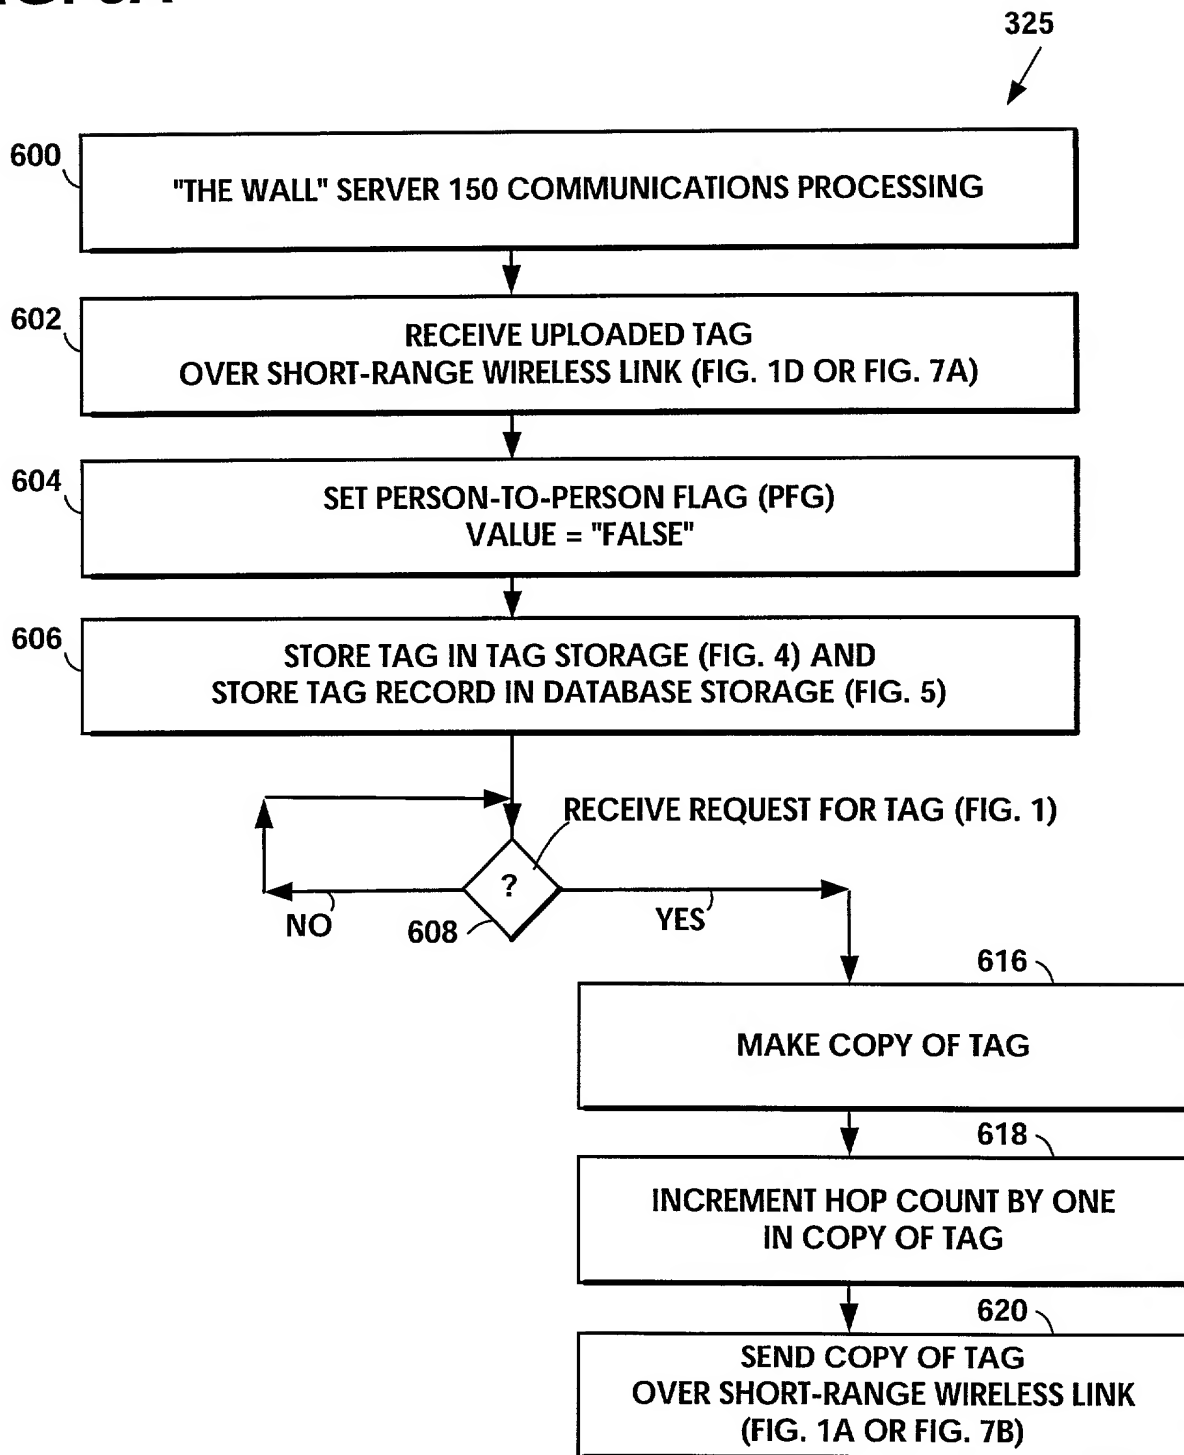 325
600
"THE WALL" SERVER 150 COMMUNICATIONS PROCESSING
602
RECEIVE UPLOADED TAG
OVER SHORT-RANGE WIRELESS LINK (FIG. 1D OR FIG. 7A)
604
SET PERSON-TO-PERSON FLAG (PFG)
VALUE = "FALSE"
606
STORE TAG IN TAG STORAGE (FIG. 4) AND
STORE TAG RECORD IN DATABASE STORAGE (FIG. 5)
RECEIVE REQUEST FOR TAG (FIG. 1)
?
NO
608
YES
616
MAKE COPY OF TAG
618
INCREMENT HOP COUNT BY ONE
IN COPY OF TAG
620
SEND COPY OF TAG
OVER SHORT-RANGE WIRELESS LINK
(FIG. 1A OR FIG. 7B)